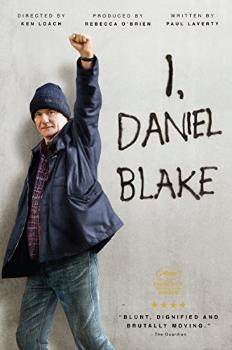 DIRECTED BY PRODUCED BY WRITTEN BY
KEN LOACH REBECCA O'BRIEN PAUL LAVERTY
I,
DANIEL
BLAKE
"BLUNT, DIGNIFIED AND
BRUTALLY MOVING."
The Guardian